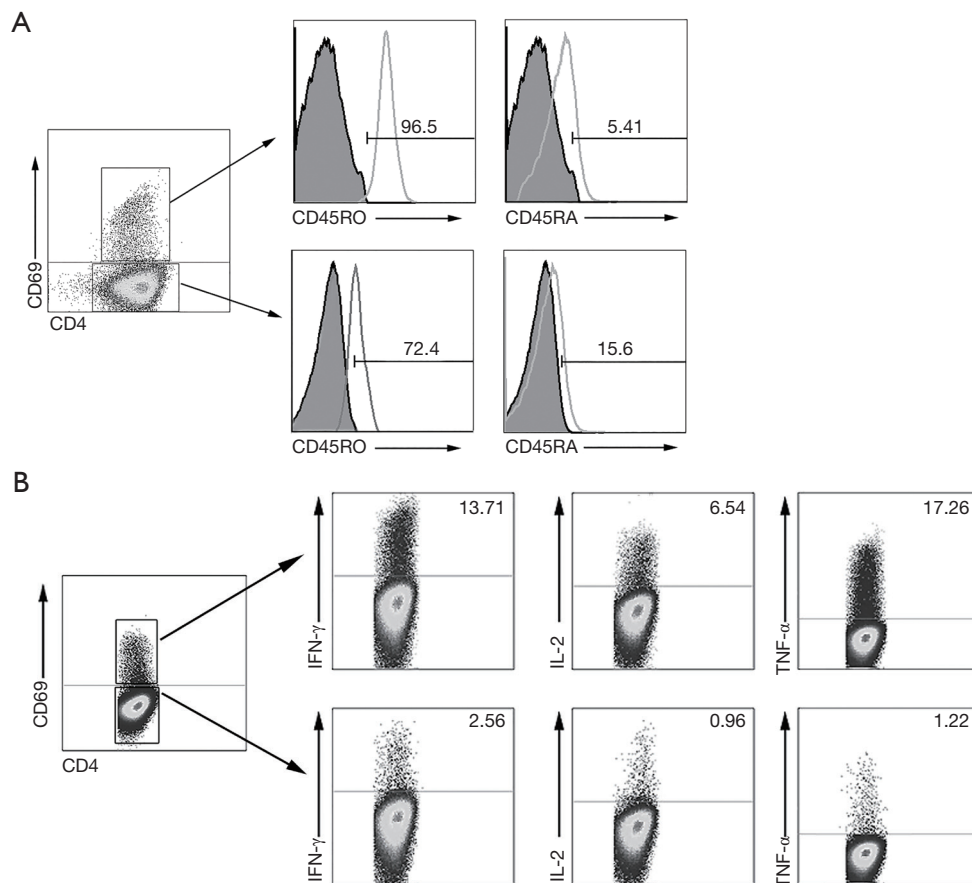 A
CD69
CD4
96.5
CD45RO
5.41
CD45RA
72.4
CD45RO
15.6
CD45RA
B
CD69
CD4
13.71
IFN-γ
6.54
IL-2
17.26
TNF-α
2.56
IFN-γ
0.96
IL-2
1.22
TNF-α